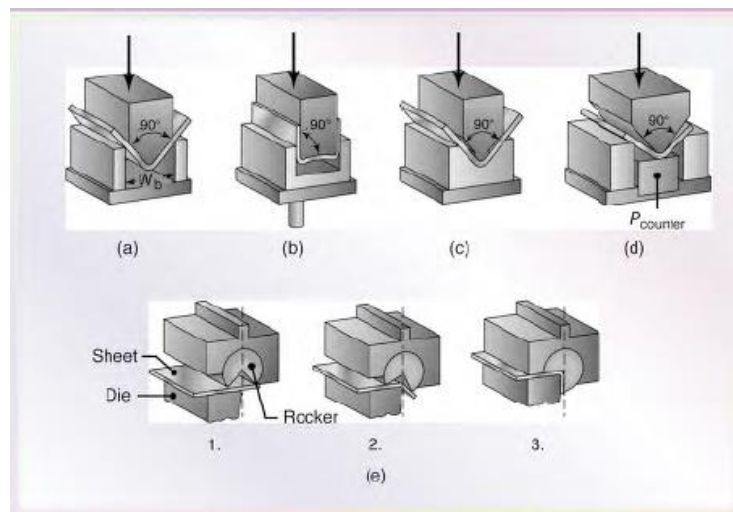 90°
90°
90°
90°
W_b
P_counter
(a)
(b)
(c)
(d)
Sheet
Die
Rocker
1.
2.
3.
(e)